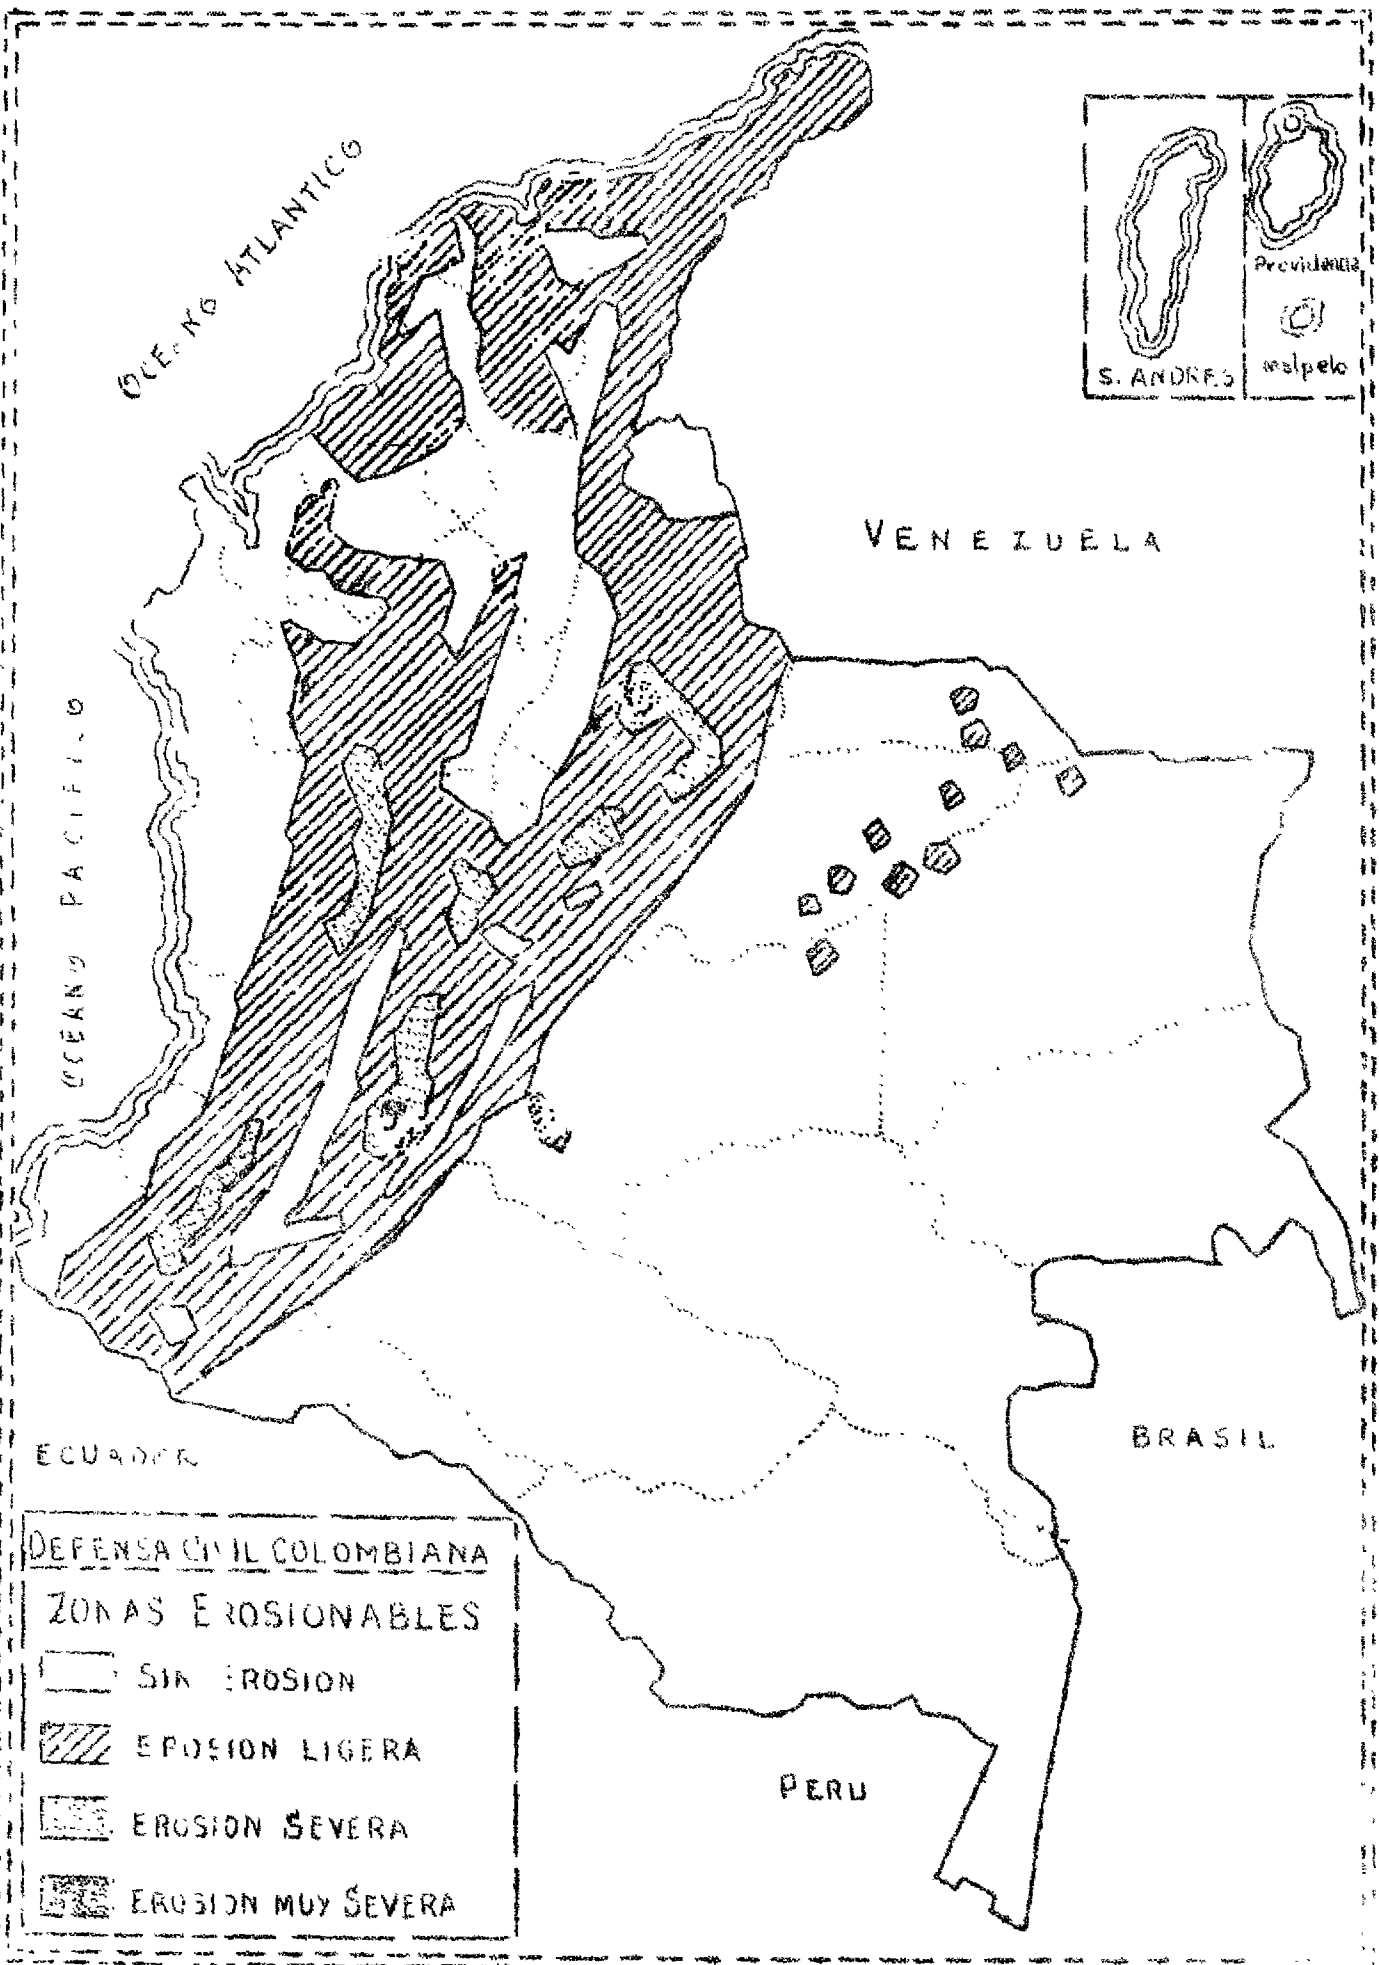 OCEANO ATLANTICO
S. ANDRES
Providencia
malpelo
VENEZUELA
OCEANO PACIFICO
BRASIL
ECUADOR
PERU
DEFENSA CIVIL COLOMBIANA
ZONAS EROSIONABLES
SIN EROSION
EROSION LIGERA
EROSION SEVERA
EROSION MUY SEVERA